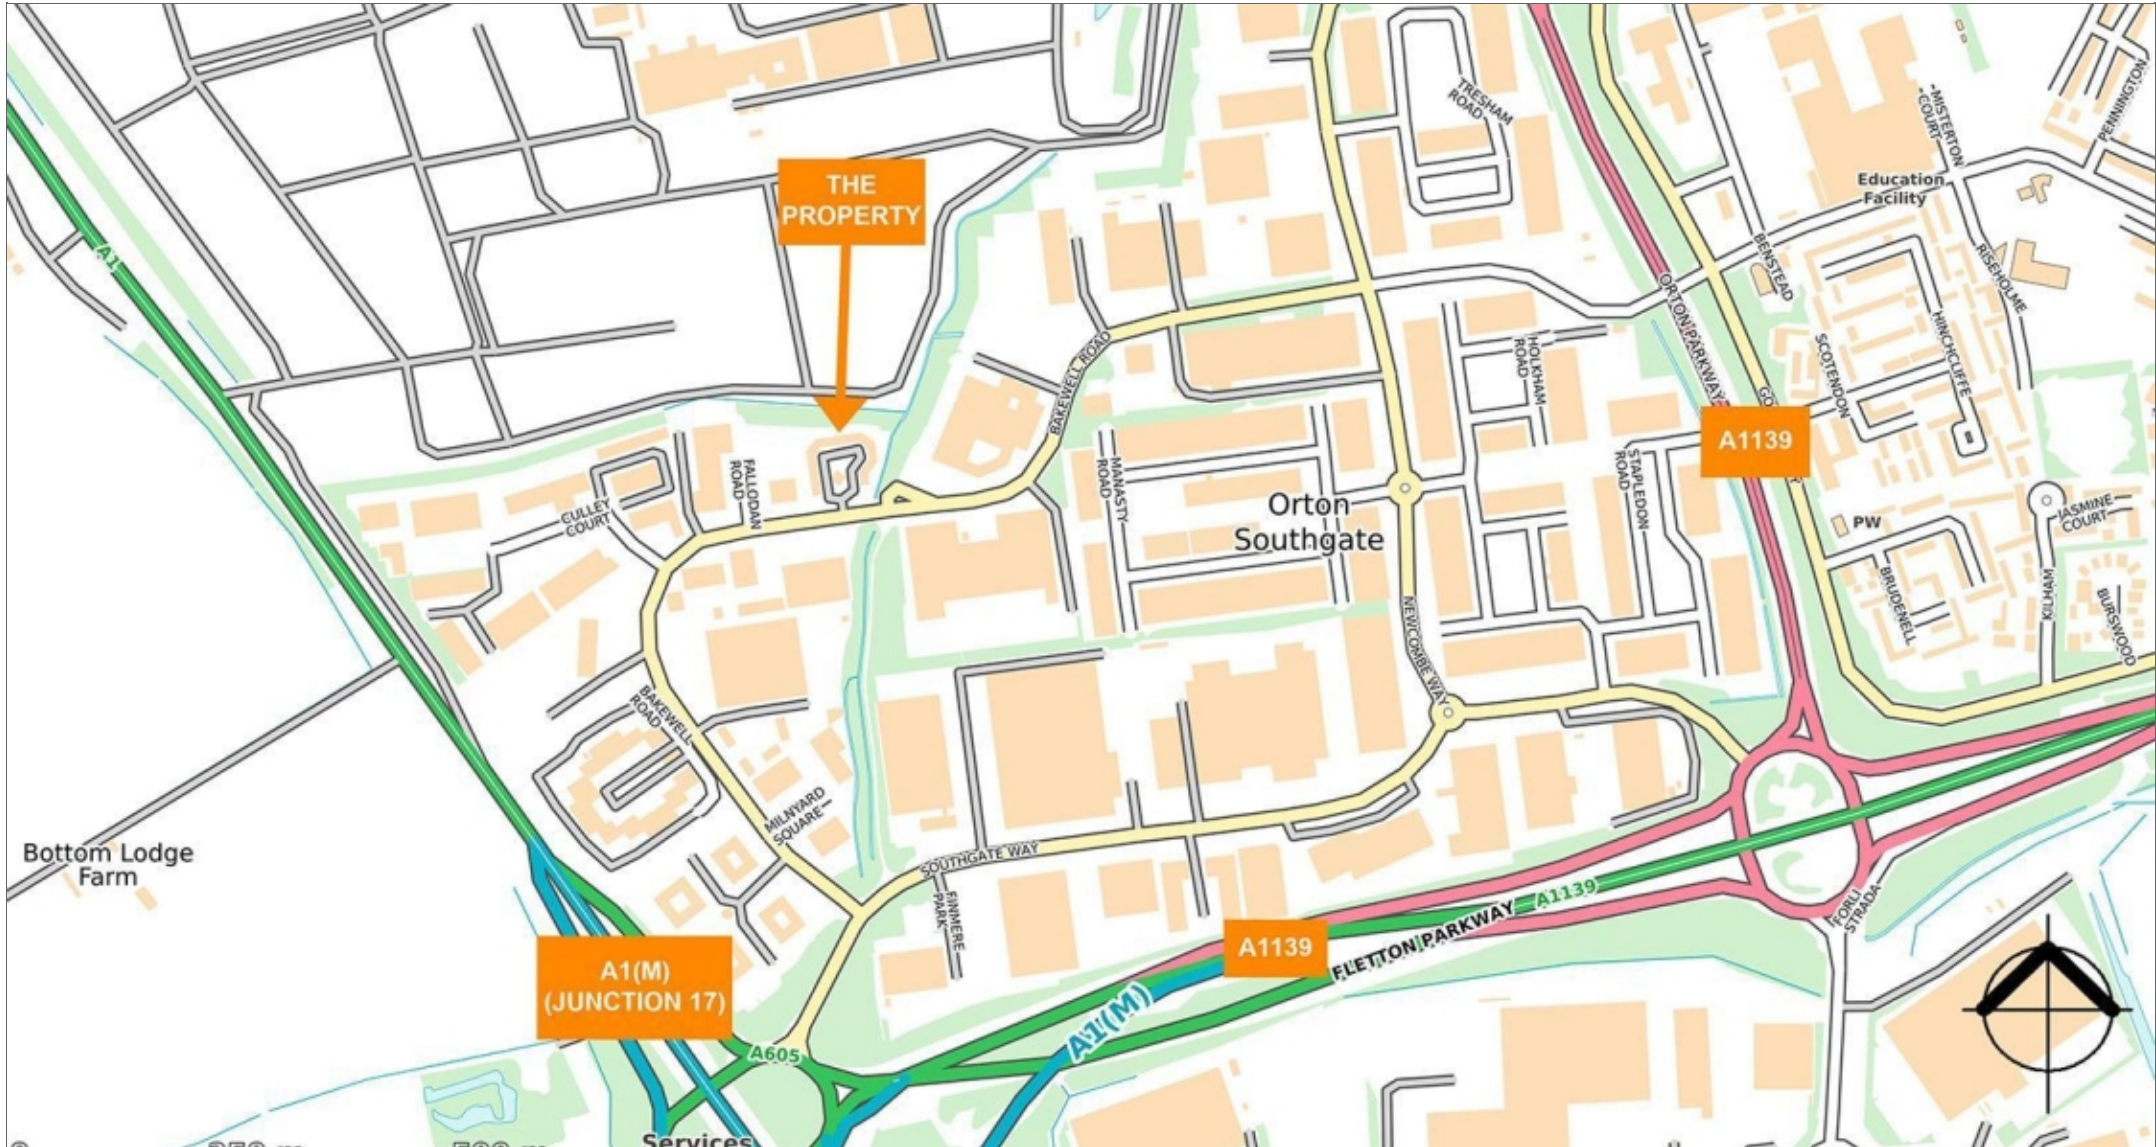 TRESHAM
ROAD
MISTERTON
COURT
PENNINGTON
Education
Facility
THE
PROPERTY
A1
BENSTEAD
RISEHOLME
ORTON PARKWAY
HINCHCLIFFE
SCOTENDON
HOLKHAM
ROAD
BAKEWELL ROAD
A1139
FALLODAN
ROAD
MANASTY
ROAD
STAPLEDON
ROAD
CULLEY
COURT
Orton
Southgate
PW
JASMINE
COURT
BRUDENELL
KILHAM
BURSWOOD
NEWCOMBE WAY
BAKEWELL
ROAD
MILNYARD
SQUARE
Bottom Lodge
Farm
SOUTHGATE WAY
FINMERE
PARK
FORLI
STRADA
A1139
A1139
FLETTON PARKWAY
A1(M)
(JUNCTION 17)
A1(M)
A605
Services